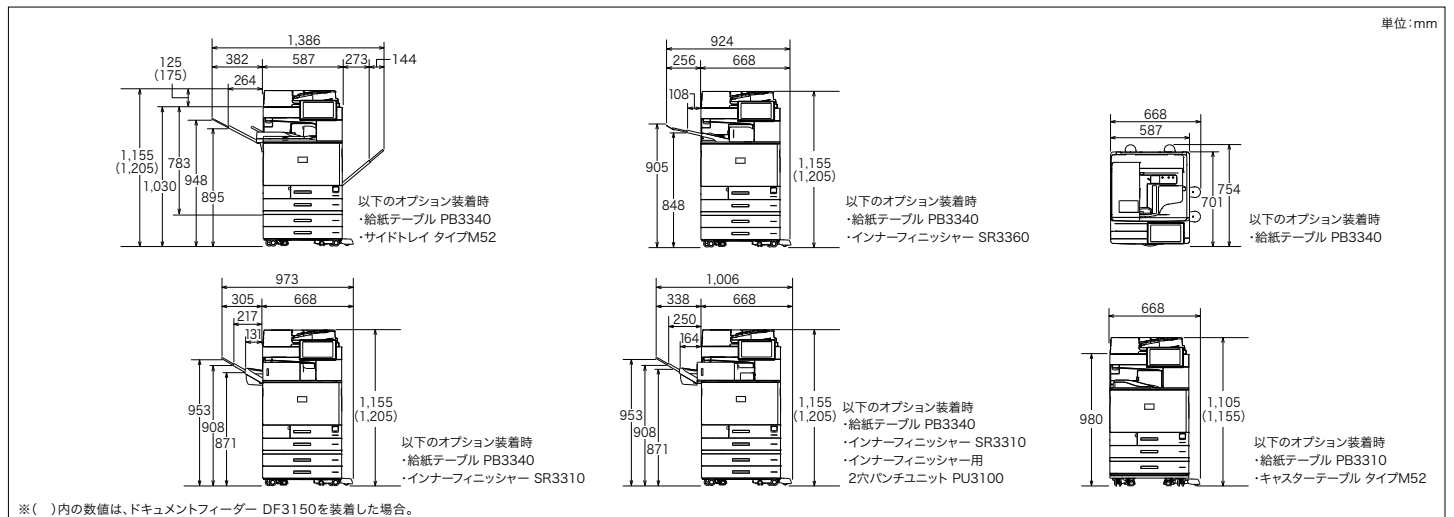 単位：mm
1,386
382
587
273
144
125
(175)
264
1,155
(1,205)
1,030
783
948
895
以下のオプション装着時
・給紙テーブル PB3340
・サイドトレイ タイプM52
924
256
668
108
905
848
1,155
(1,205)
以下のオプション装着時
・給紙テーブル PB3340
・インナーフィニッシャー SR3360
668
587
701
754
以下のオプション装着時
・給紙テーブル PB3340
973
305
668
217
131
953
908
871
1,155
(1,205)
以下のオプション装着時
・給紙テーブル PB3340
・インナーフィニッシャー SR3310
1,006
338
668
250
164
953
908
871
1,155
(1,205)
以下のオプション装着時
・給紙テーブル PB3340
・インナーフィニッシャー SR3310
・インナーフィニッシャー用
2穴パンチユニット PU3100
668
980
1,105
(1,155)
以下のオプション装着時
・給紙テーブル PB3310
・キャスターテーブル タイプM52
※( )内の数値は、ドキュメントフィーダー DF3150を装着した場合。